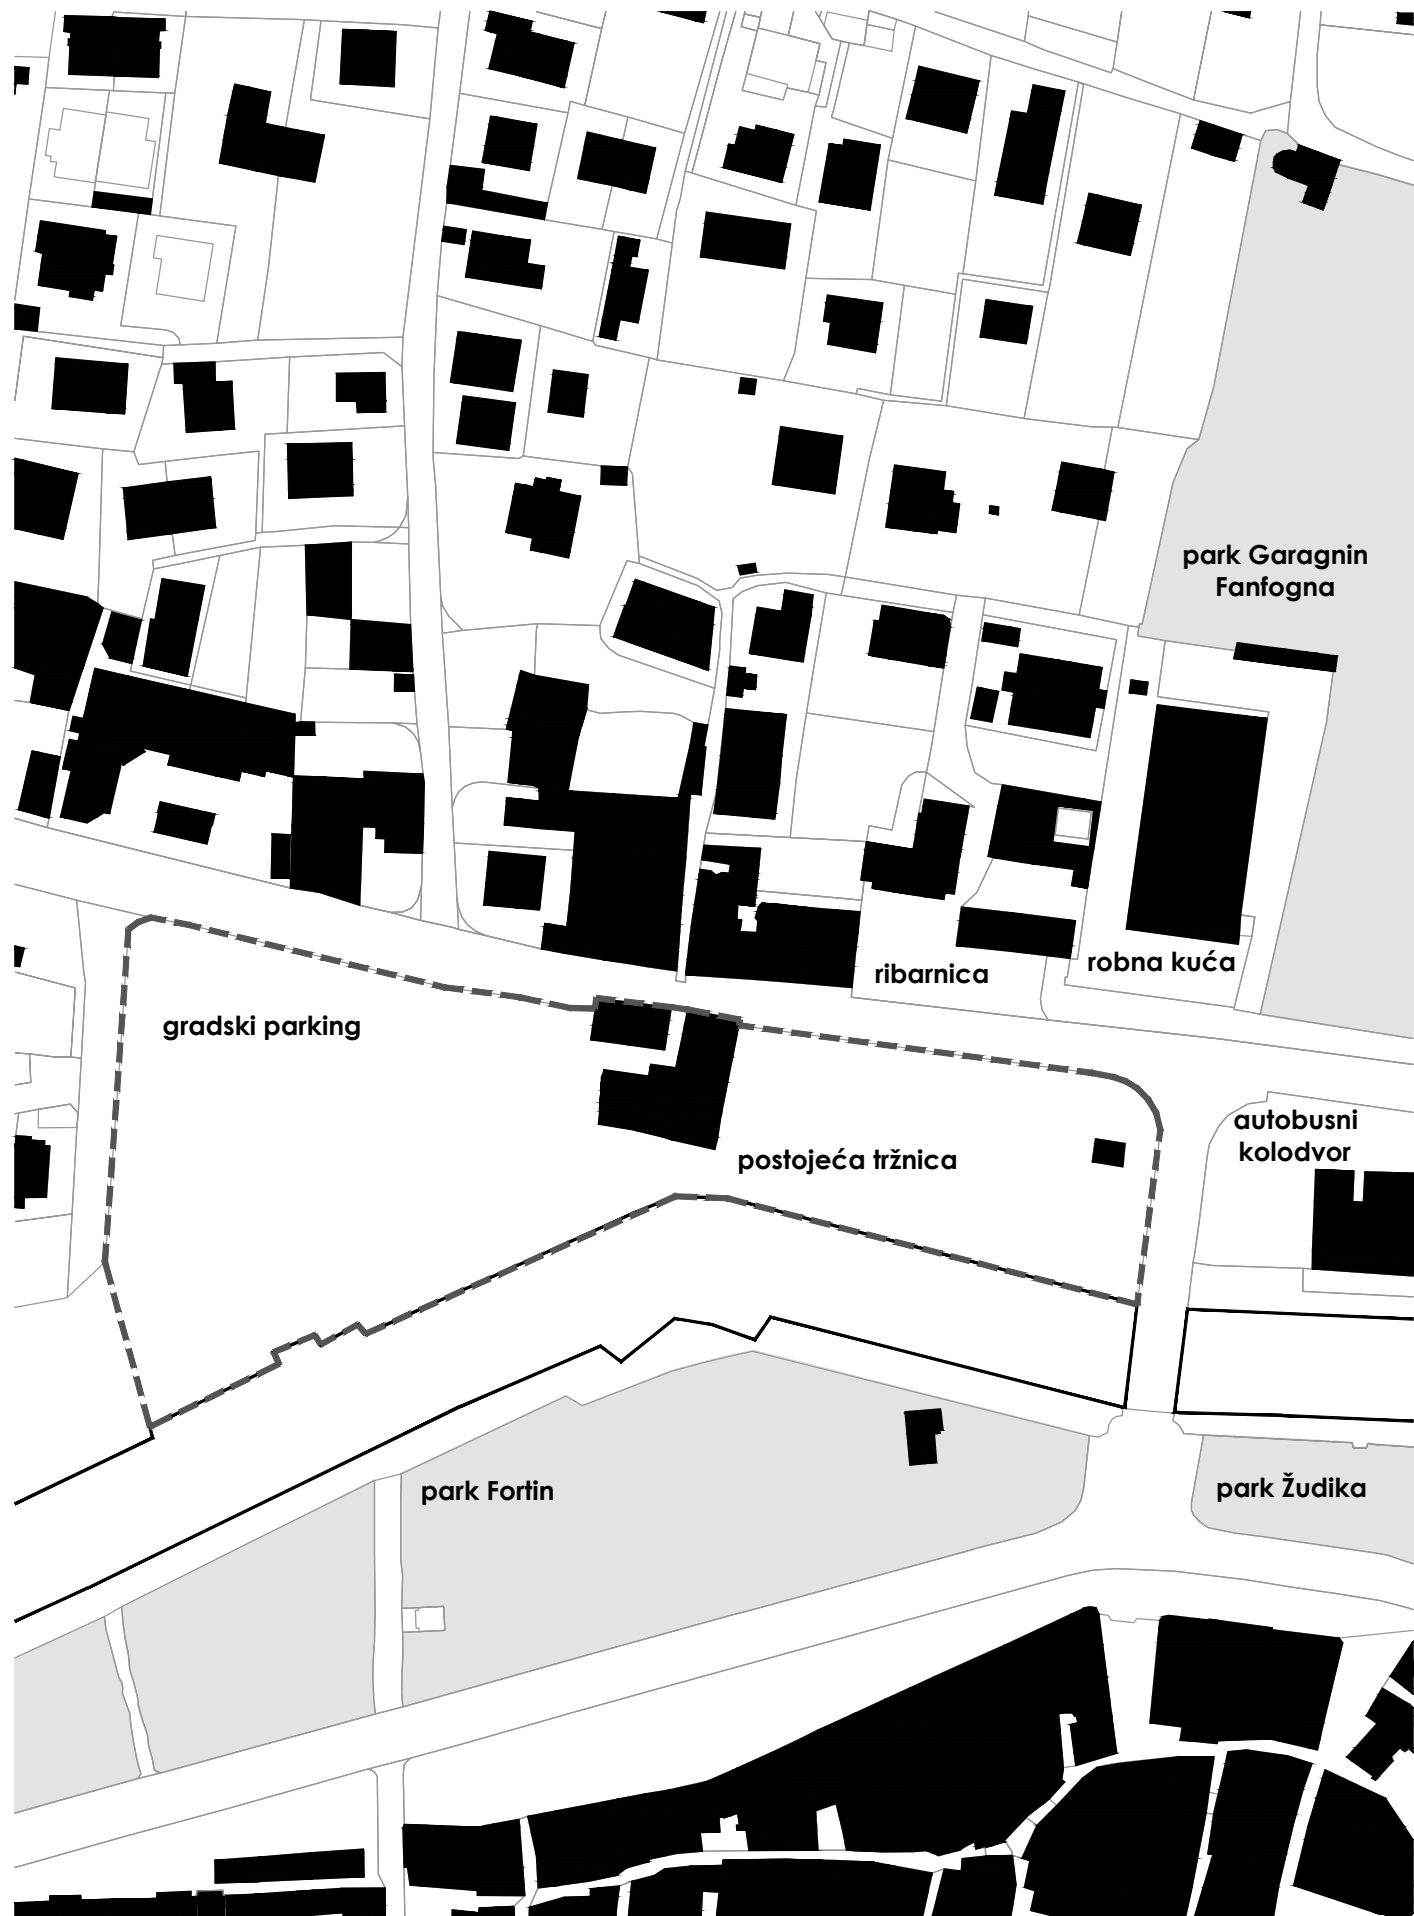 park Garagnin
Fanfogna
robna kuća
ribarnica
gradski parking
autobusni
kolodvor
postojeća tržnica
park Fortin
park Žudika